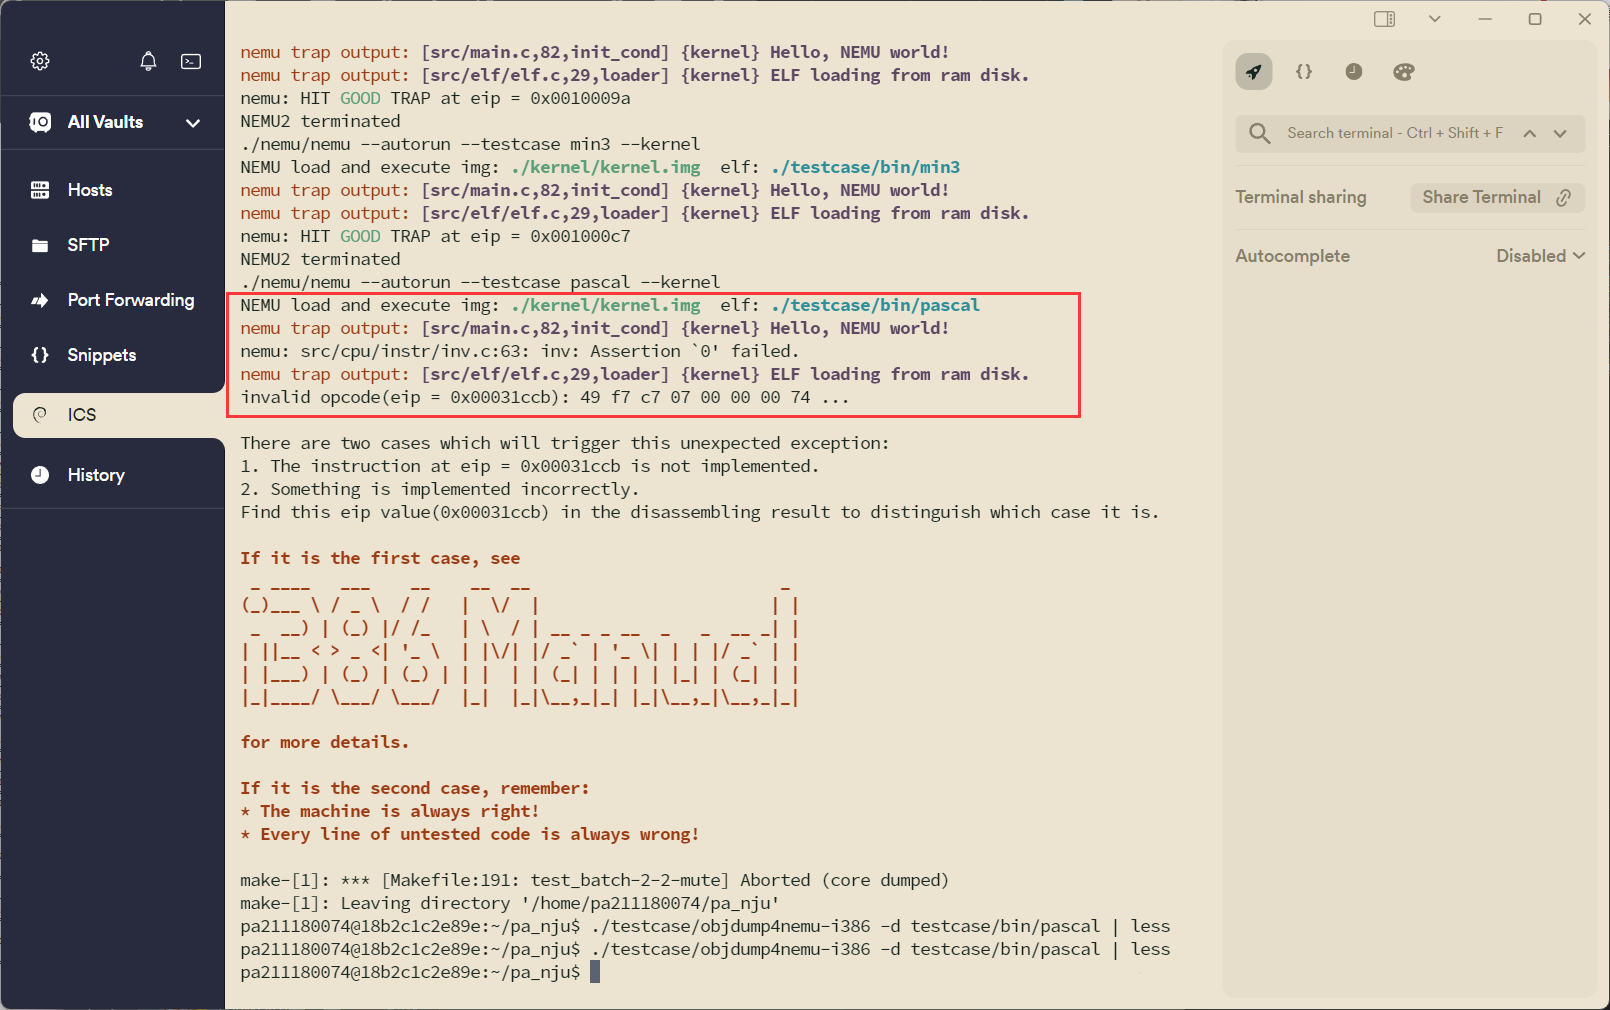 All Vaults
Hosts
SFTP
Port Forwarding
Snippets
ICS
History
nemu trap output: [src/main.c,82,init_cond] {kernel} Hello, NEMU world!
nemu trap output: [src/elf/elf.c,29,loader] {kernel} ELF loading from ram disk.
nemu: HIT GOOD TRAP at eip = 0x0010009a
NEMU2 terminated
./nemu/nemu --autorun --testcase min3 --kernel
NEMU load and execute img: ./kernel/kernel.img  elf: ./testcase/bin/min3
nemu trap output: [src/main.c,82,init_cond] {kernel} Hello, NEMU world!
nemu trap output: [src/elf/elf.c,29,loader] {kernel} ELF loading from ram disk.
nemu: HIT GOOD TRAP at eip = 0x001000c7
NEMU2 terminated
./nemu/nemu --autorun --testcase pascal --kernel
NEMU load and execute img: ./kernel/kernel.img  elf: ./testcase/bin/pascal
nemu trap output: [src/main.c,82,init_cond] {kernel} Hello, NEMU world!
nemu: src/cpu/instr/inv.c:63: inv: Assertion `0' failed.
nemu trap output: [src/elf/elf.c,29,loader] {kernel} ELF loading from ram disk.
invalid opcode(eip = 0x00031ccb): 49 f7 c7 07 00 00 00 74 ...
There are two cases which will trigger this unexpected exception:
1. The instruction at eip = 0x00031ccb is not implemented.
2. Something is implemented incorrectly.
Find this eip value(0x00031ccb) in the disassembling result to distinguish which case it is.
If it is the first case, see
i386 Manual
for more details.
If it is the second case, remember:
* The machine is always right!
* Every line of untested code is always wrong!
make-[1]: *** [Makefile:191: test_batch-2-2-mute] Aborted (core dumped)
make-[1]: Leaving directory '/home/pa211180074/pa_nju'
pa211180074@18b2c1c2e89e:~/pa_nju$ ./testcase/objdump4nemu-i386 -d testcase/bin/pascal | less
pa211180074@18b2c1c2e89e:~/pa_nju$ ./testcase/objdump4nemu-i386 -d testcase/bin/pascal | less
pa211180074@18b2c1c2e89e:~/pa_nju$
Search terminal - Ctrl + Shift + F
Terminal sharing
Share Terminal
Autocomplete
Disabled